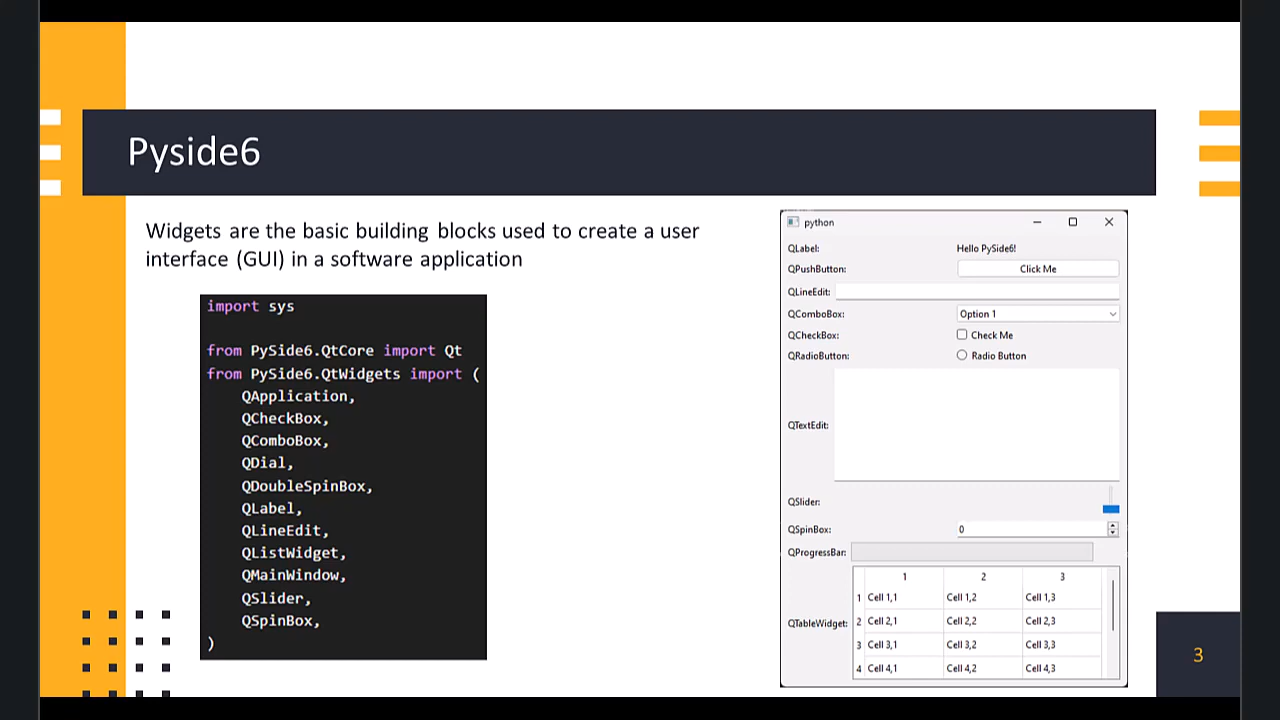 Pyside6
Widgets are the basic building blocks used to create a user
interface (GUI) in a software application
import sys
from PySide6.QtCore import Qt
from PySide6.QtWidgets import (
QApplication,
QCheckBox,
QComboBox,
QDial,
QDoubleSpinBox,
QLabel,
QLineEdit,
QListWidget,
QMainWindow,
QSlider,
QSpinBox,
)
python
QLabel: Hello PySide6!
QPushButton: Click Me
QLineEdit:
QComboBox: Option 1
QCheckBox: Check Me
QRadioButton: Radio Button
QTextEdit:
QSlider:
QSpinBox: 0
QProgressBar:
QTableWidget:
1 2 3
1 Cell 1,1 Cell 1,2 Cell 1,3
2 Cell 2,1 Cell 2,2 Cell 2,3
3 Cell 3,1 Cell 3,2 Cell 3,3
4 Cell 4,1 Cell 4,2 Cell 4,3
3